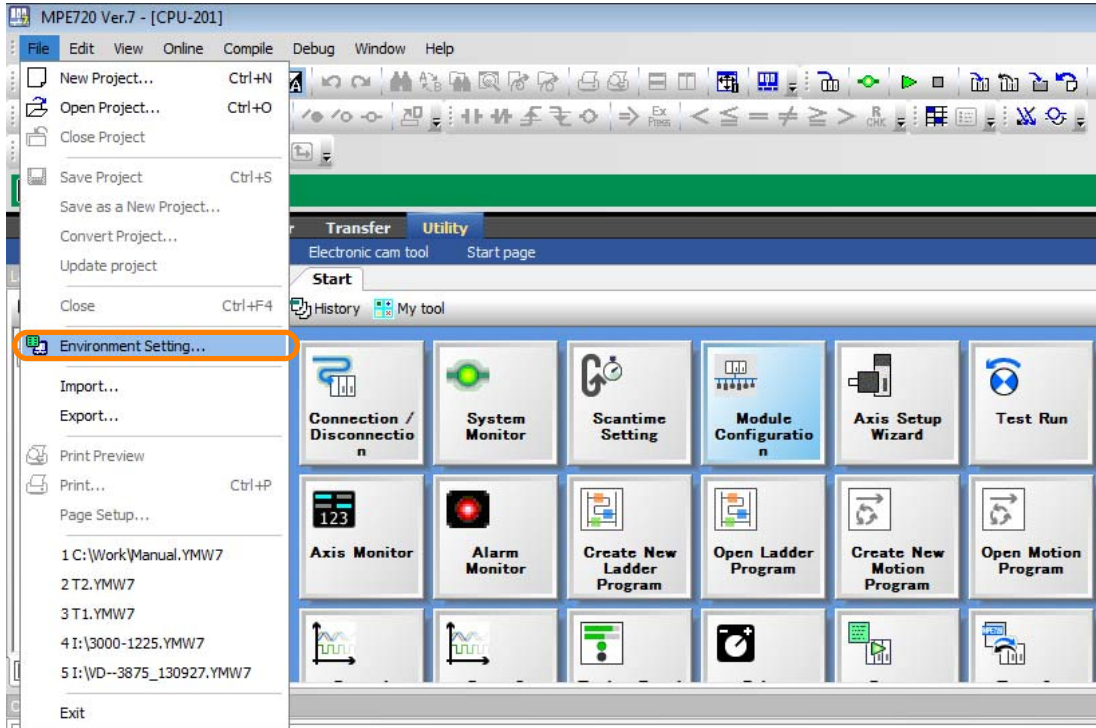 MPE720 Ver.7 - [CPU-201]
File Edit View Online Compile Debug Window Help
New Project... Ctrl+N
Open Project... Ctrl+O
Close Project
Save Project Ctrl+S
Save as a New Project...
Convert Project...
Update project
Close Ctrl+F4
Environment Setting...
Import...
Export...
Print Preview
Print... Ctrl+P
Page Setup...
1 C:\Work\Manual.YMW7
2 T2.YMW7
3 T1.YMW7
4 I:\3000-1225.YMW7
5 I:\VD--3875_130927.YMW7
Exit
Transfer Utility
Electronic cam tool Start page
Start
History My tool
Connection /
Disconnectio
n
System
Monitor
Scantime
Setting
Module
Configuratio
n
Axis Setup
Wizard
Test Run
123
Axis Monitor
Alarm
Monitor
Create New
Ladder
Program
Open Ladder
Program
Create New
Motion
Program
Open Motion
Program